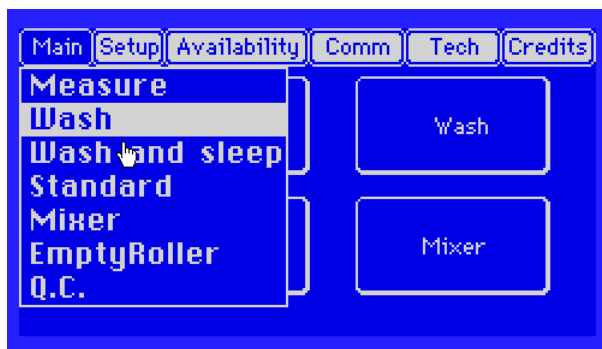 Main Setup Availability Comm Tech Credits
Measure
Wash
Wash and sleep
Standard
Mixer
EmptyRoller
Q.C.
Wash
Mixer